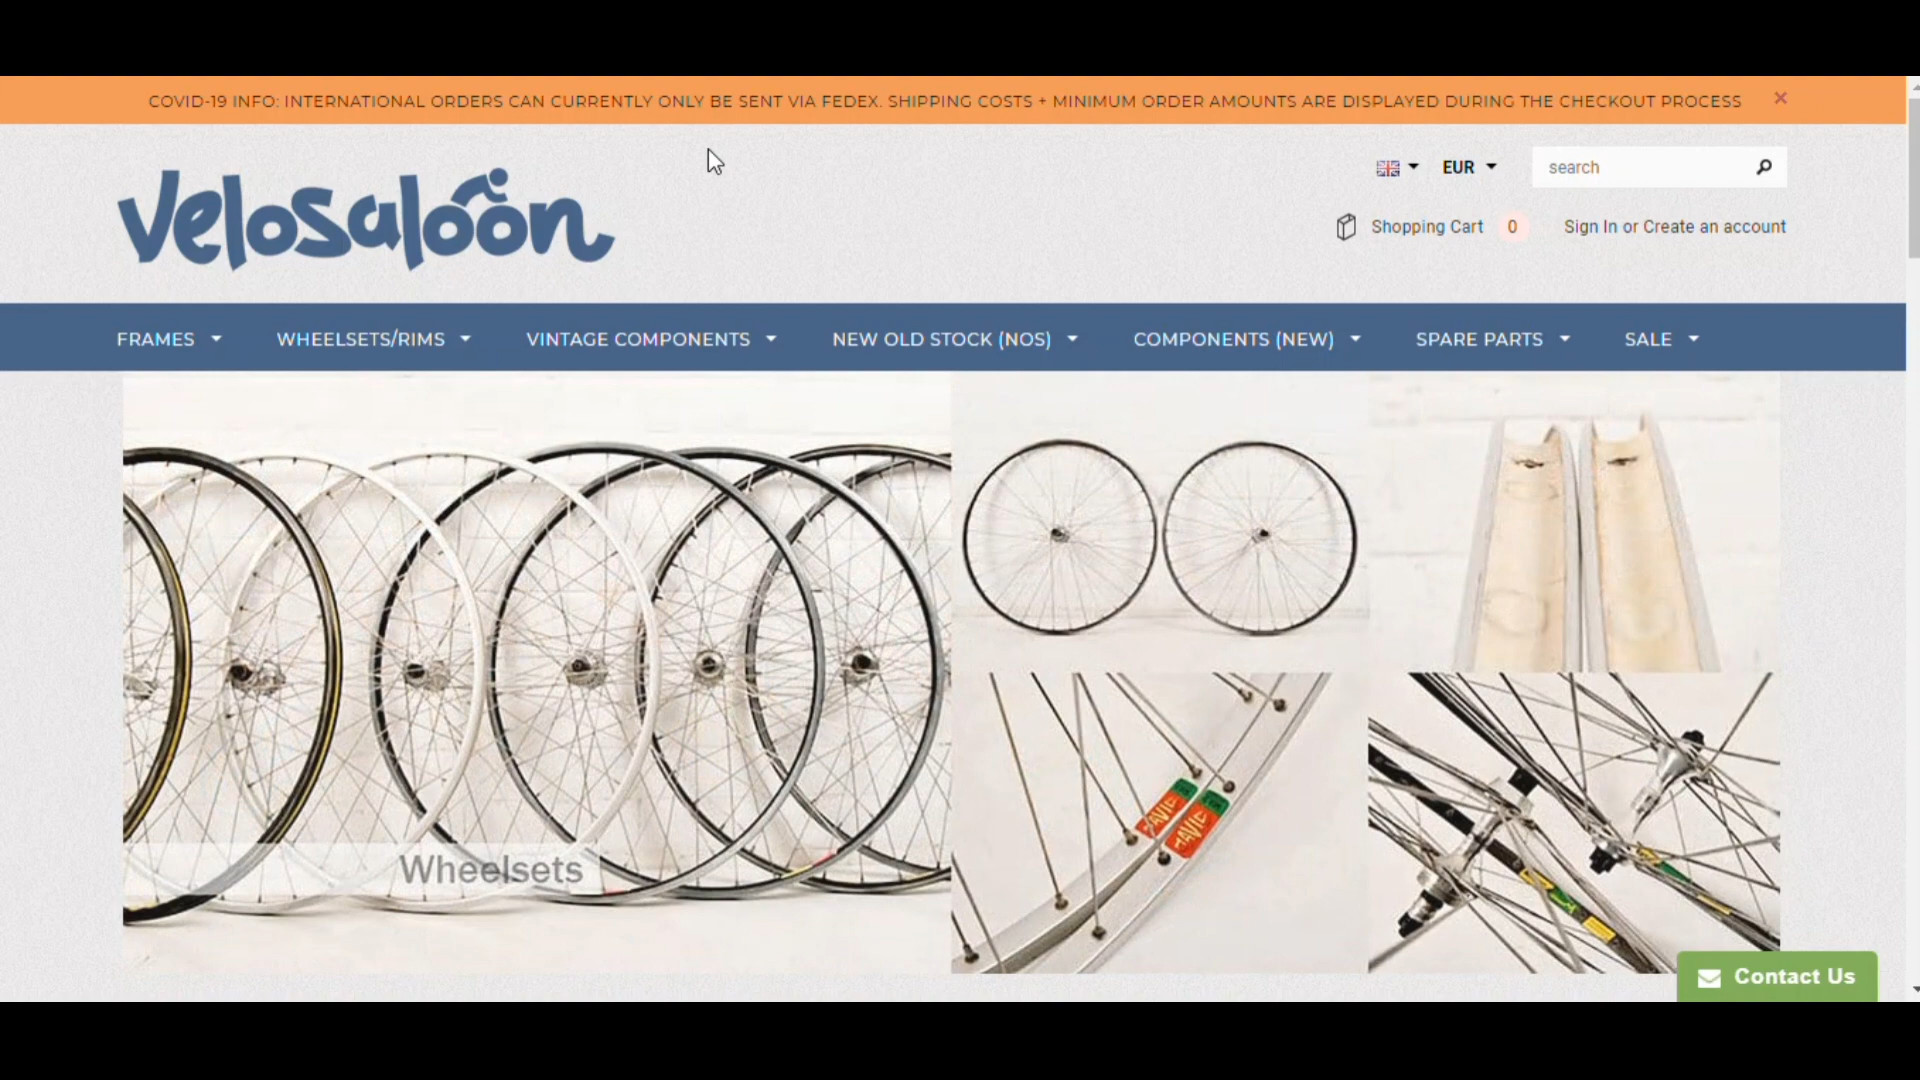 COVID-19 INFO: INTERNATIONAL ORDERS CAN CURRENTLY ONLY BE SENT VIA FEDEX. SHIPPING COSTS + MINIMUM ORDER AMOUNTS ARE DISPLAYED DURING THE CHECKOUT PROCESS
velosaloon
EUR
search
Shopping Cart 0
Sign In or Create an account
FRAMES
WHEELSETS/RIMS
VINTAGE COMPONENTS
NEW OLD STOCK (NOS)
COMPONENTS (NEW)
SPARE PARTS
SALE
MAVIC
MAVIC
Wheelsets
Contact Us